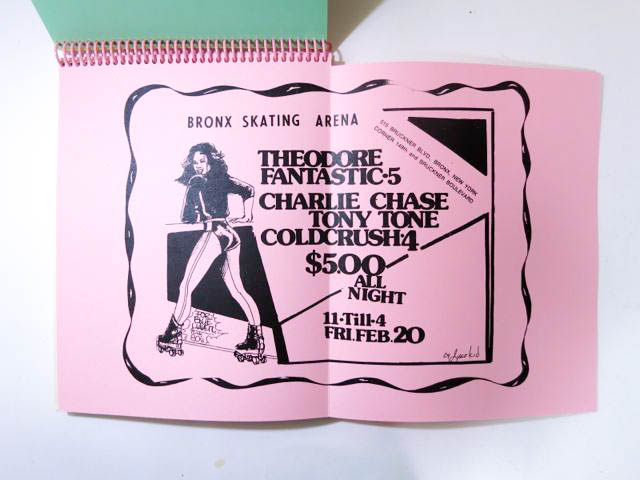 BRONX SKATING ARENA
515 BRUCKNER BLVD. BRONX, NEW YORK
CORNER 149th and BRUCKNER BOULEVARD
THEODORE
FANTASTIC·5
CHARLIE CHASE
TONY TONE
COLDCRUSH·4
$5.00
ALL
NIGHT
11·Till·4
FRI.FEB.20